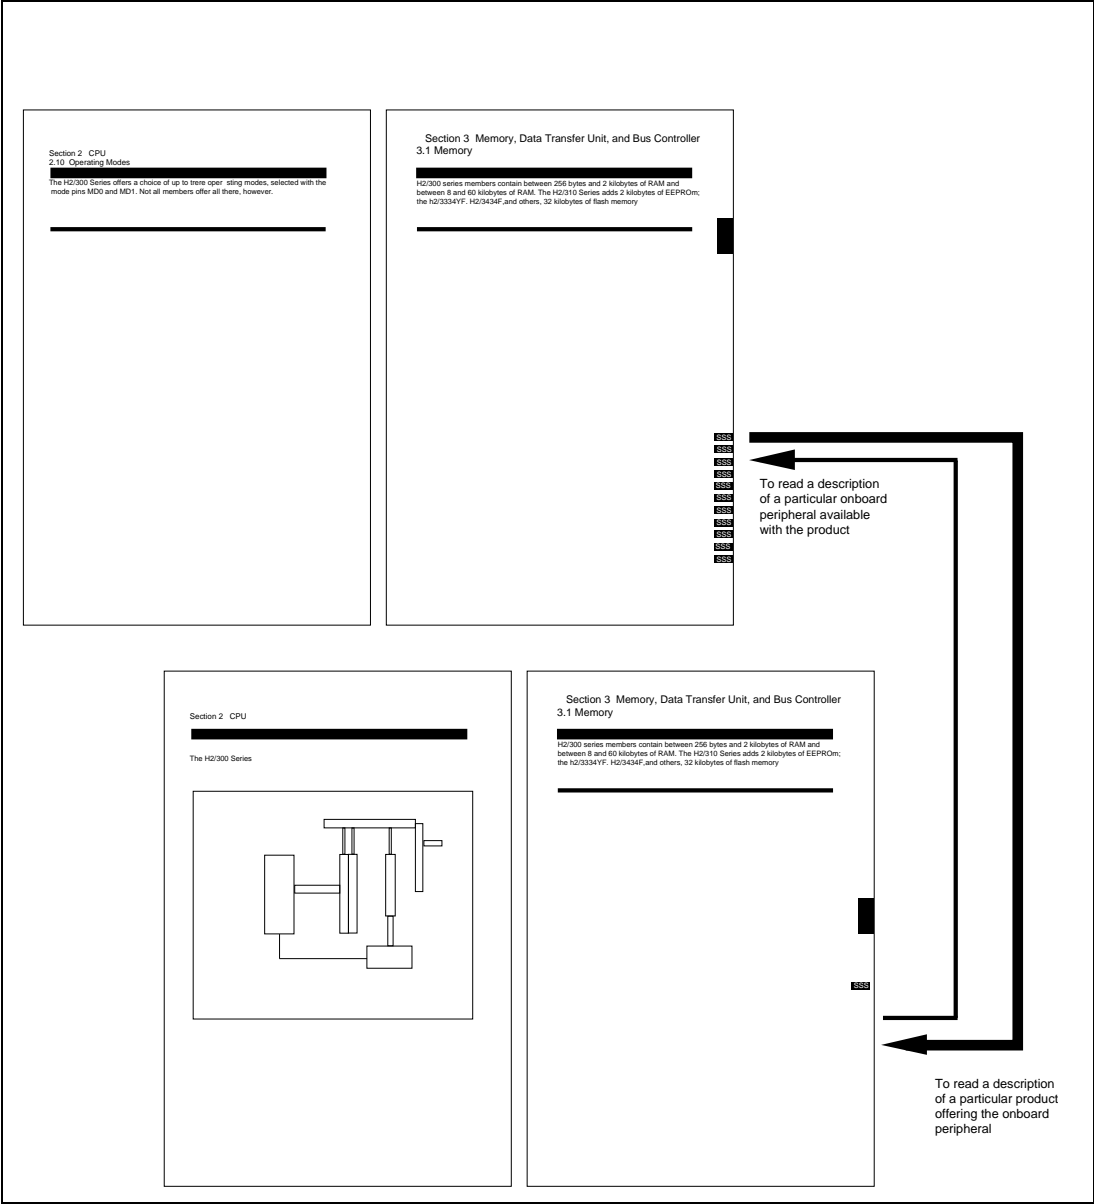 Section 2   CPU
2.10  Operating Modes
The H2/300 Series offers a choice of up to trere oper  sting modes, selected with the
mode pins MD0 and MD1. Not all members offer all there, however.
Section 3  Memory, Data Transfer Unit, and Bus Controller
3.1 Memory
H2/300 series members contain between 256 bytes and 2 kilobytes of RAM and
between 8 and 60 kilobytes of RAM. The H2/310 Series adds 2 kilobytes of EEPROm;
the h2/3334YF. H2/3434F,and others, 32 kilobytes of flash memory
SSS
SSS
SSS
SSS
SSS
SSS
SSS
SSS
SSS
SSS
SSS
To read a description
of a particular onboard
peripheral available
with the product
Section 2   CPU
The H2/300 Series
Section 3  Memory, Data Transfer Unit, and Bus Controller
3.1 Memory
H2/300 series members contain between 256 bytes and 2 kilobytes of RAM and
between 8 and 60 kilobytes of RAM. The H2/310 Series adds 2 kilobytes of EEPROm;
the h2/3334YF. H2/3434F,and others, 32 kilobytes of flash memory
SSS
To read a description
of a particular product
offering the onboard
peripheral